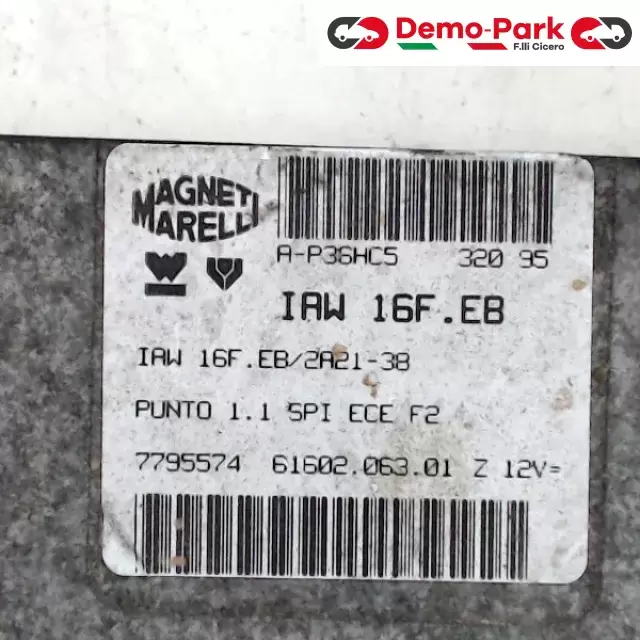 Demo-Park
F.lli Cicero
MAGNETI
MARELLI
A-P36HC5 320 95
IAW 16F.EB
IAW 16F.EB/2A21-38
PUNTO 1.1 SPI ECE F2
7795574 61602.063.01 Z 12V=